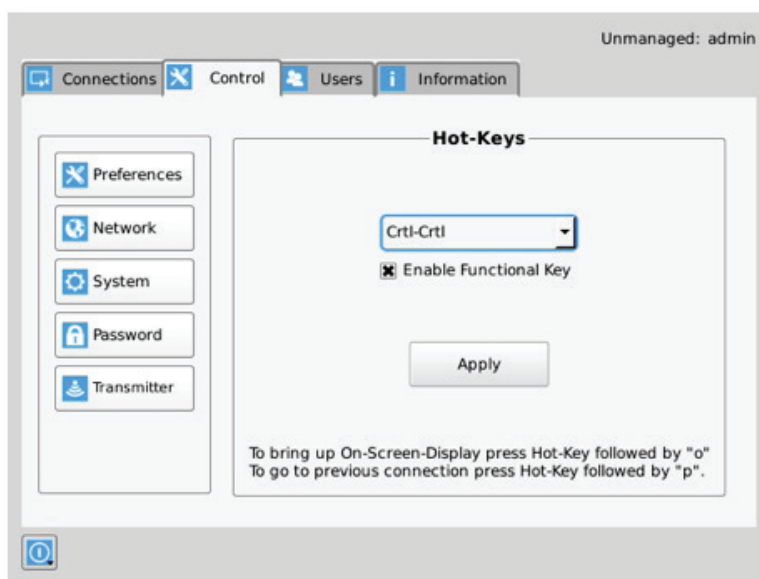 Unmanaged: admin
Connections Control Users Information
Hot-Keys
Preferences
Network
System
Password
Transmitter
Crtl-Crtl
Enable Functional Key
Apply
To bring up On-Screen-Display press Hot-Key followed by "o"
To go to previous connection press Hot-Key followed by "p".